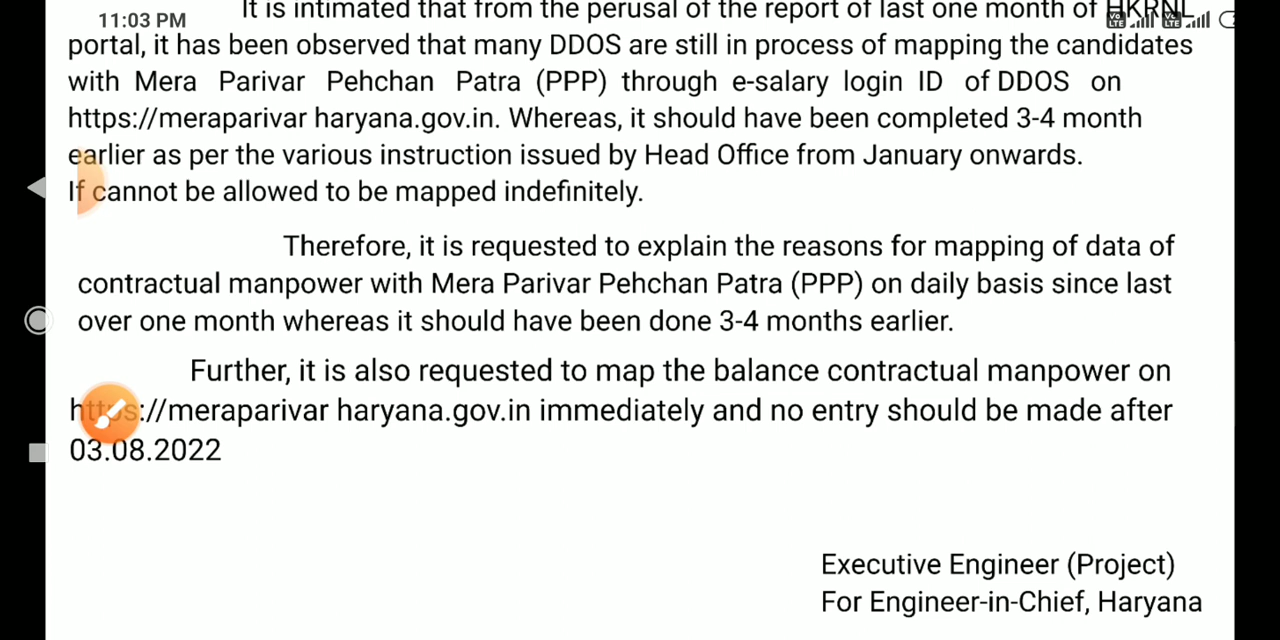 11:03 PM
It is intimated that from the perusal of the report of last one month of HKRNL
portal, it has been observed that many DDOS are still in process of mapping the candidates
with Mera Parivar Pehchan Patra (PPP) through e-salary login ID of DDOS on
https://meraparivar haryana.gov.in. Whereas, it should have been completed 3-4 month
earlier as per the various instruction issued by Head Office from January onwards.
If cannot be allowed to be mapped indefinitely.
Therefore, it is requested to explain the reasons for mapping of data of
contractual manpower with Mera Parivar Pehchan Patra (PPP) on daily basis since last
over one month whereas it should have been done 3-4 months earlier.
Further, it is also requested to map the balance contractual manpower on
https://meraparivar haryana.gov.in immediately and no entry should be made after
03.08.2022
Executive Engineer (Project)
For Engineer-in-Chief, Haryana